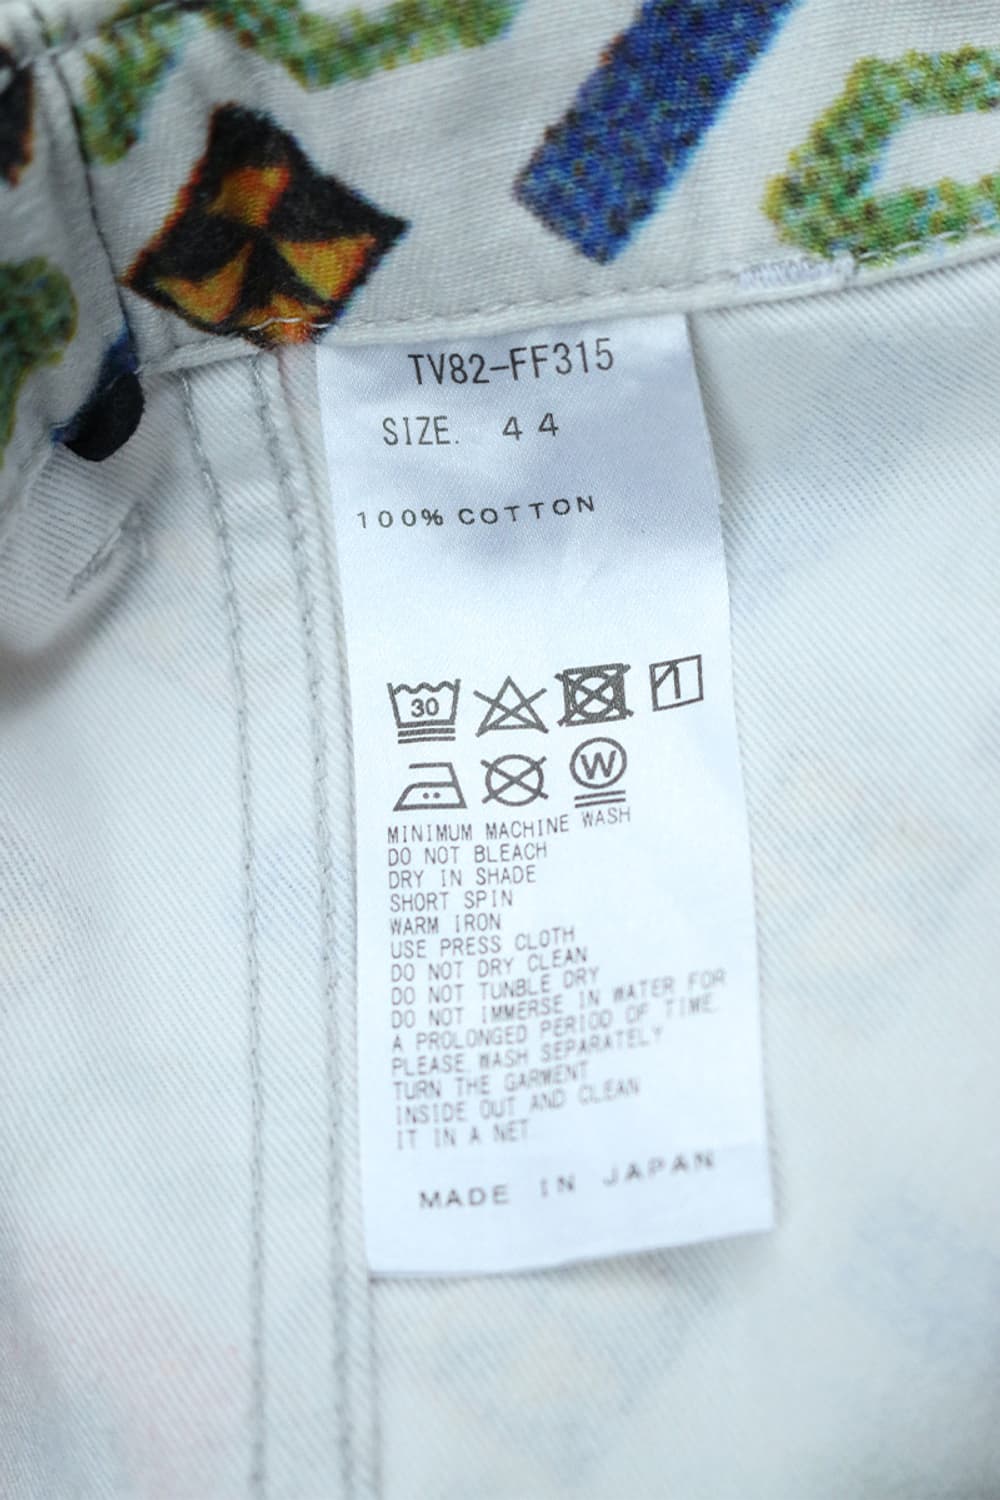 TV82-FF315
SIZE. 44
100% COTTON
30
W
MINIMUM MACHINE WASH
DO NOT BLEACH
DRY IN SHADE
SHORT SPIN
WARM IRON
USE PRESS CLOTH
DO NOT DRY CLEAN
DO NOT TUNBLE DRY
DO NOT IMMERSE IN WATER FOR
A PROLONGED PERIOD OF TIME.
PLEASE WASH SEPARATELY
TURN THE GARMENT
INSIDE OUT AND CLEAN
IT IN A NET
MADE IN JAPAN